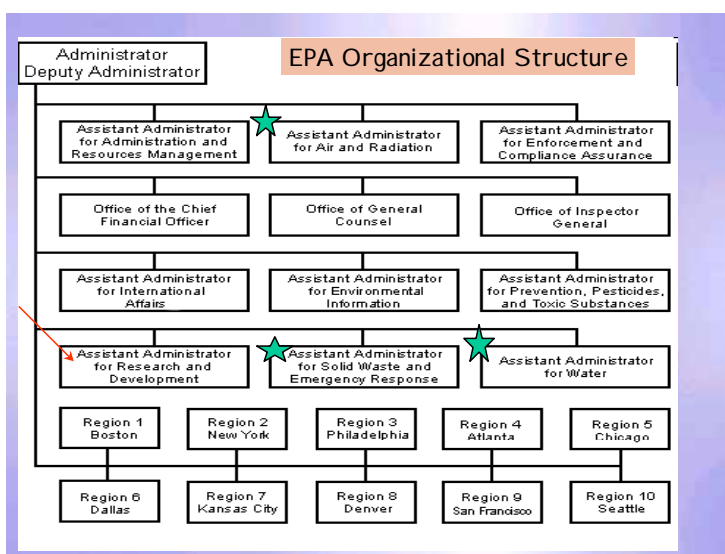 Administrator
Deputy Administrator
EPA Organizational Structure
Assistant Administrator
for Administration and
Resources Management
Assistant Administrator
for Air and Radiation
Assistant Administrator
for Enforcement and
Compliance Assurance
Office of the Chief
Financial Officer
Office of General
Counsel
Office of Inspector
General
Assistant Administrator
for International
Affairs
Assistant Administrator
for Environmental
Information
Assistant Administrator
for Prevention, Pesticides,
and Toxic Substances
Assistant Administrator
for Research and
Development
Assistant Administrator
for Solid Waste and
Emergency Response
Assistant Administrator
for Water
Region 1
Boston
Region 2
New York
Region 3
Philadelphia
Region 4
Atlanta
Region 5
Chicago
Region 6
Dallas
Region 7
Kansas City
Region 8
Denver
Region 9
San Francisco
Region 10
Seattle